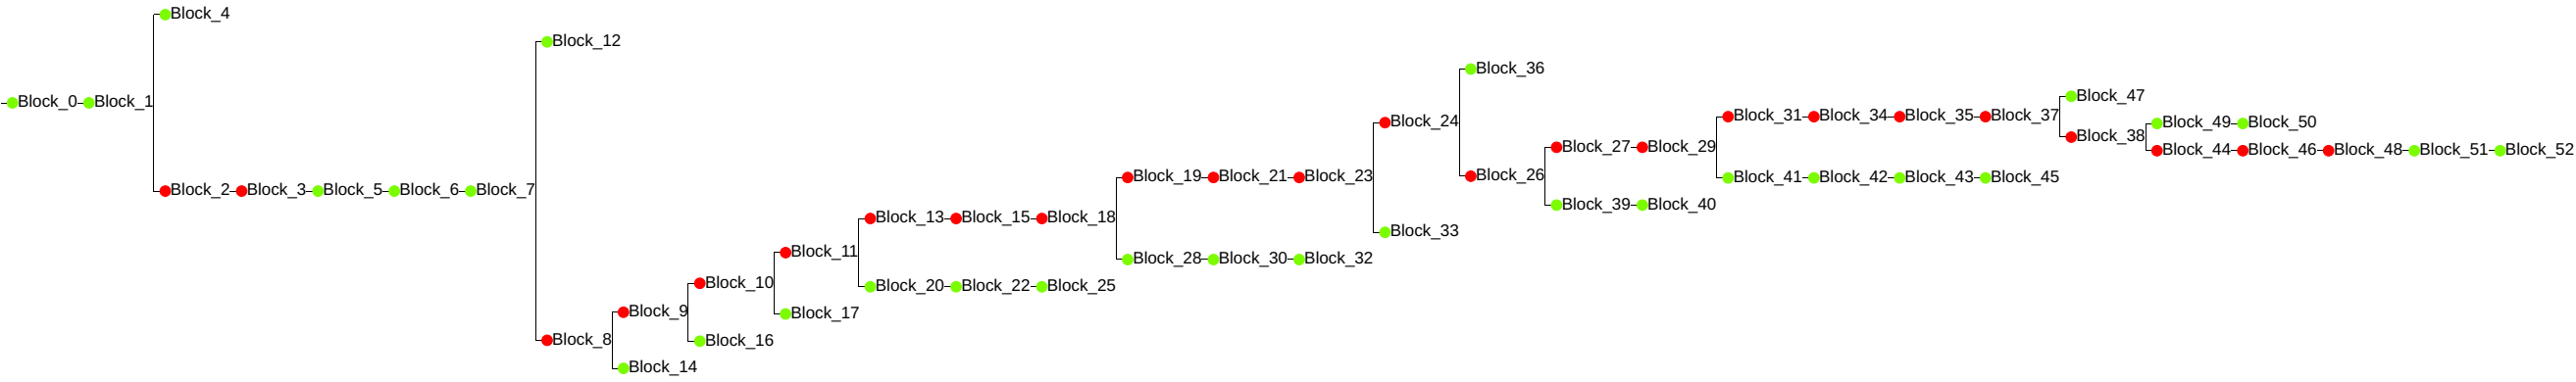 Block_4
Block_12
Block_36
Block_47
Block_0 Block_1
Block_31 Block_34 Block_35 Block_37
Block_24
Block_49 Block_50
Block_38
Block_27 Block_29
Block_44 Block_46 Block_48 Block_51 Block_52
Block_19 Block_21 Block_23
Block_26
Block_41 Block_42 Block_43 Block_45
Block_2 Block_3 Block_5 Block_6 Block_7
Block_39 Block_40
Block_13 Block_15 Block_18
Block_33
Block_11
Block_28 Block_30 Block_32
Block_10
Block_20 Block_22 Block_25
Block_9
Block_17
Block_8
Block_16
Block_14